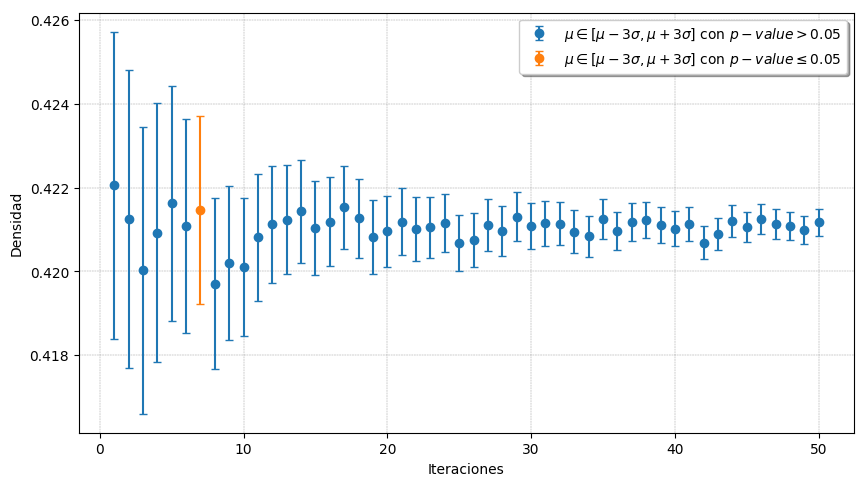 0.426
0.424
0.422
0.420
0.418
Densidad
0
10
20
30
40
50
Iteraciones
μ ∈ [μ − 3σ, μ + 3σ] con p − value > 0.05
μ ∈ [μ − 3σ, μ + 3σ] con p − value ≤ 0.05